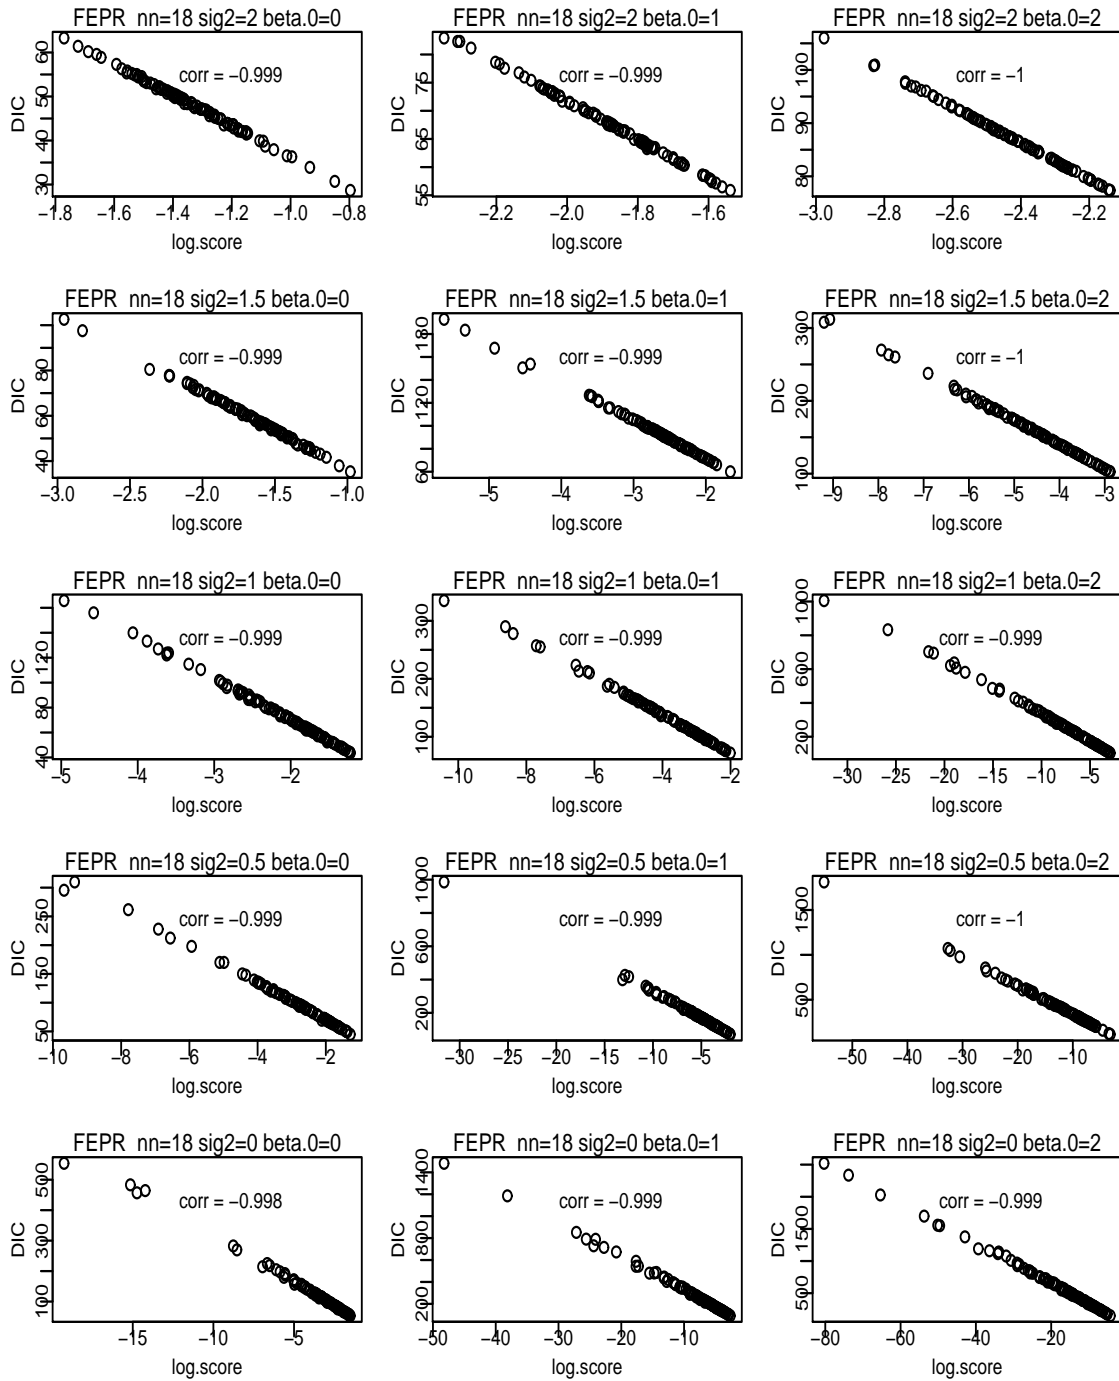 FEPR nn=18 sig2=2 beta.0=0
corr = −0.999
DIC
30 40 50 60
−1.8 −1.6 −1.4 −1.2 −1.0 −0.8
log.score
FEPR nn=18 sig2=2 beta.0=1
corr = −0.999
DIC
55 65 75
−2.2 −2.0 −1.8 −1.6
log.score
FEPR nn=18 sig2=2 beta.0=2
corr = −1
DIC
80 90 100
−3.0 −2.8 −2.6 −2.4 −2.2
log.score
FEPR nn=18 sig2=1.5 beta.0=0
corr = −0.999
DIC
40 60 80
−3.0 −2.5 −2.0 −1.5 −1.0
log.score
FEPR nn=18 sig2=1.5 beta.0=1
corr = −0.999
DIC
60 120 180
−5 −4 −3 −2
log.score
FEPR nn=18 sig2=1.5 beta.0=2
corr = −1
DIC
100 200 300
−9 −8 −7 −6 −5 −4 −3
log.score
FEPR nn=18 sig2=1 beta.0=0
corr = −0.999
DIC
40 80 120
−5 −4 −3 −2
log.score
FEPR nn=18 sig2=1 beta.0=1
corr = −0.999
DIC
100 200 300
−10 −8 −6 −4 −2
log.score
FEPR nn=18 sig2=1 beta.0=2
corr = −0.999
DIC
200 600 1000
−30 −25 −20 −15 −10 −5
log.score
FEPR nn=18 sig2=0.5 beta.0=0
corr = −0.999
DIC
50 150 250
−10 −8 −6 −4 −2
log.score
FEPR nn=18 sig2=0.5 beta.0=1
corr = −0.999
DIC
200 600 1000
−30 −25 −20 −15 −10 −5
log.score
FEPR nn=18 sig2=0.5 beta.0=2
corr = −1
DIC
500 1500
−50 −40 −30 −20 −10
log.score
FEPR nn=18 sig2=0 beta.0=0
corr = −0.998
DIC
100 300 500
−15 −10 −5
log.score
FEPR nn=18 sig2=0 beta.0=1
corr = −0.999
DIC
200 800 1400
−50 −40 −30 −20 −10
log.score
FEPR nn=18 sig2=0 beta.0=2
corr = −0.999
DIC
500 1500
−80 −60 −40 −20
log.score